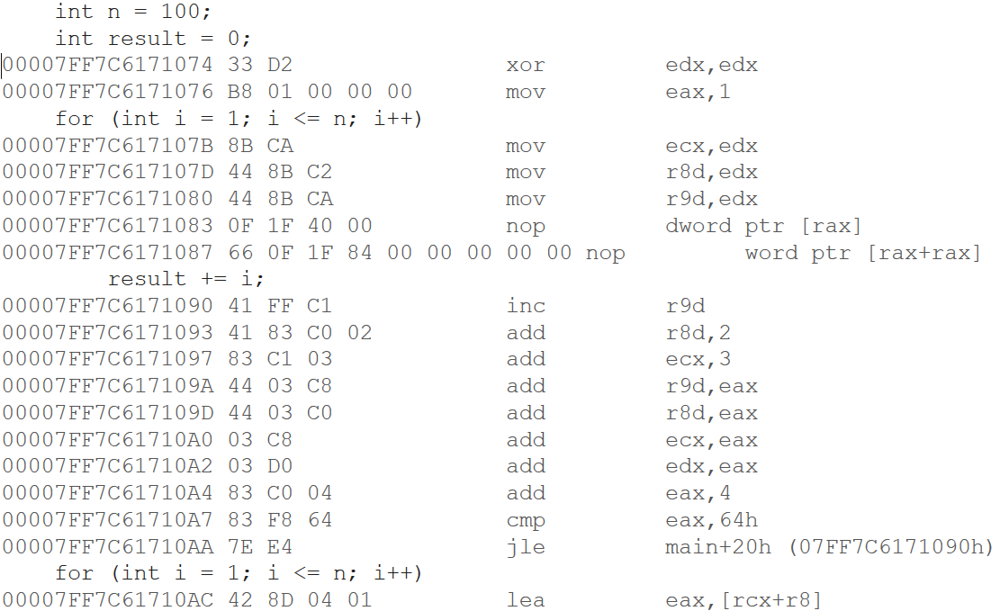 int n = 100;
int result = 0;
00007FF7C6171074 33 D2 xor edx,edx
00007FF7C6171076 B8 01 00 00 00 mov eax,1
for (int i = 1; i <= n; i++)
00007FF7C617107B 8B CA mov ecx,edx
00007FF7C617107D 44 8B C2 mov r8d,edx
00007FF7C6171080 44 8B CA mov r9d,edx
00007FF7C6171083 0F 1F 40 00 nop dword ptr [rax]
00007FF7C6171087 66 0F 1F 84 00 00 00 00 00 nop word ptr [rax+rax]
result += i;
00007FF7C6171090 41 FF C1 inc r9d
00007FF7C6171093 41 83 C0 02 add r8d,2
00007FF7C6171097 83 C1 03 add ecx,3
00007FF7C617109A 44 03 C8 add r9d,eax
00007FF7C617109D 44 03 C0 add r8d,eax
00007FF7C61710A0 03 C8 add ecx,eax
00007FF7C61710A2 03 D0 add edx,eax
00007FF7C61710A4 83 C0 04 add eax,4
00007FF7C61710A7 83 F8 64 cmp eax,64h
00007FF7C61710AA 7E E4 jle main+20h (07FF7C6171090h)
for (int i = 1; i <= n; i++)
00007FF7C61710AC 42 8D 04 01 lea eax,[rcx+r8]